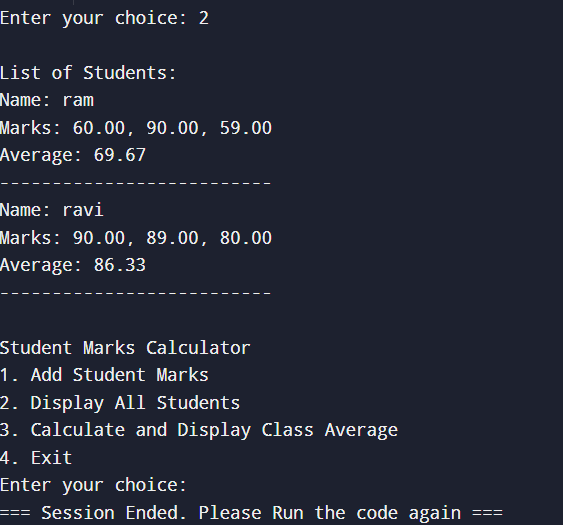 Enter your choice: 2
List of Students:
Name: ram
Marks: 60.00, 90.00, 59.00
Average: 69.67
--------------------------
Name: ravi
Marks: 90.00, 89.00, 80.00
Average: 86.33
--------------------------
Student Marks Calculator
1. Add Student Marks
2. Display All Students
3. Calculate and Display Class Average
4. Exit
Enter your choice:
=== Session Ended. Please Run the code again ===